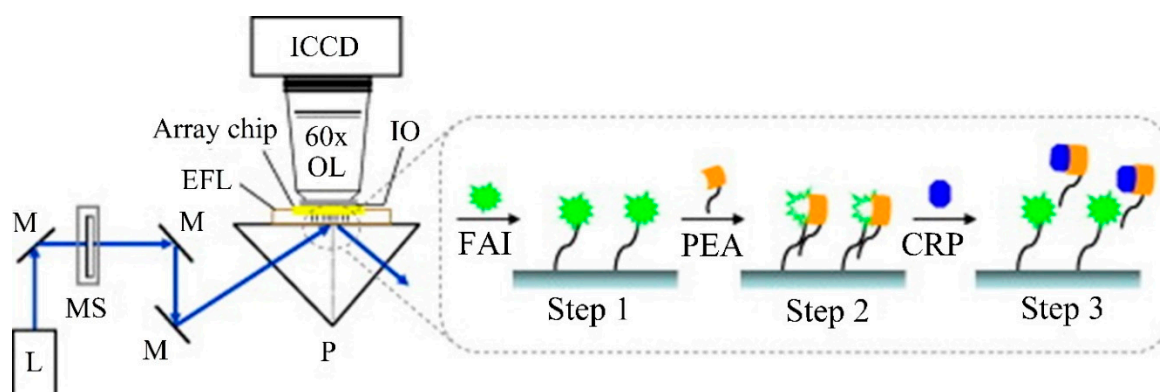 ICCD
Array chip
60x
OL
IO
EFL
M
M
MS
M
L
P
FAI
PEA
CRP
Step 1
Step 2
Step 3